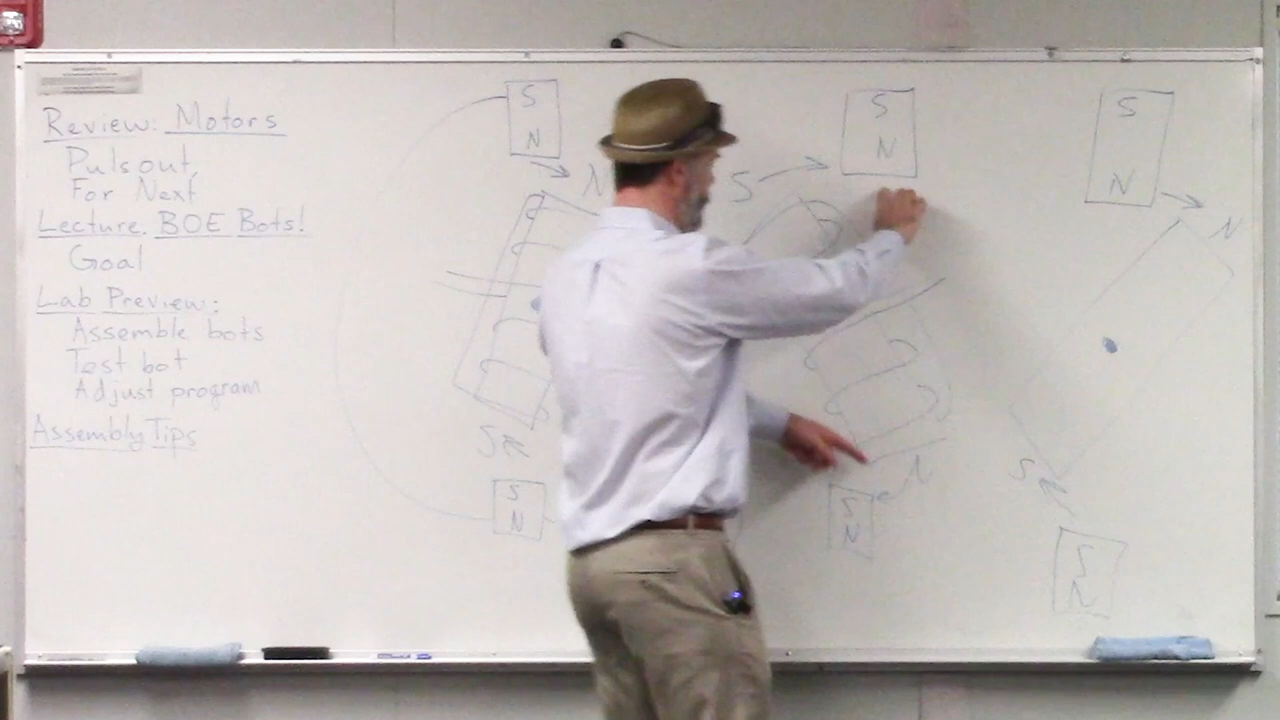 Review: Motors
Pulsout,
For Next
Lecture. BOE Bots!
Goal
Lab Preview:
Assemble bots
Test bot
Adjust program
Assembly Tips
S
N
N
S
S
N
S
S
N
N
S
N
S
N
N
S
S
N